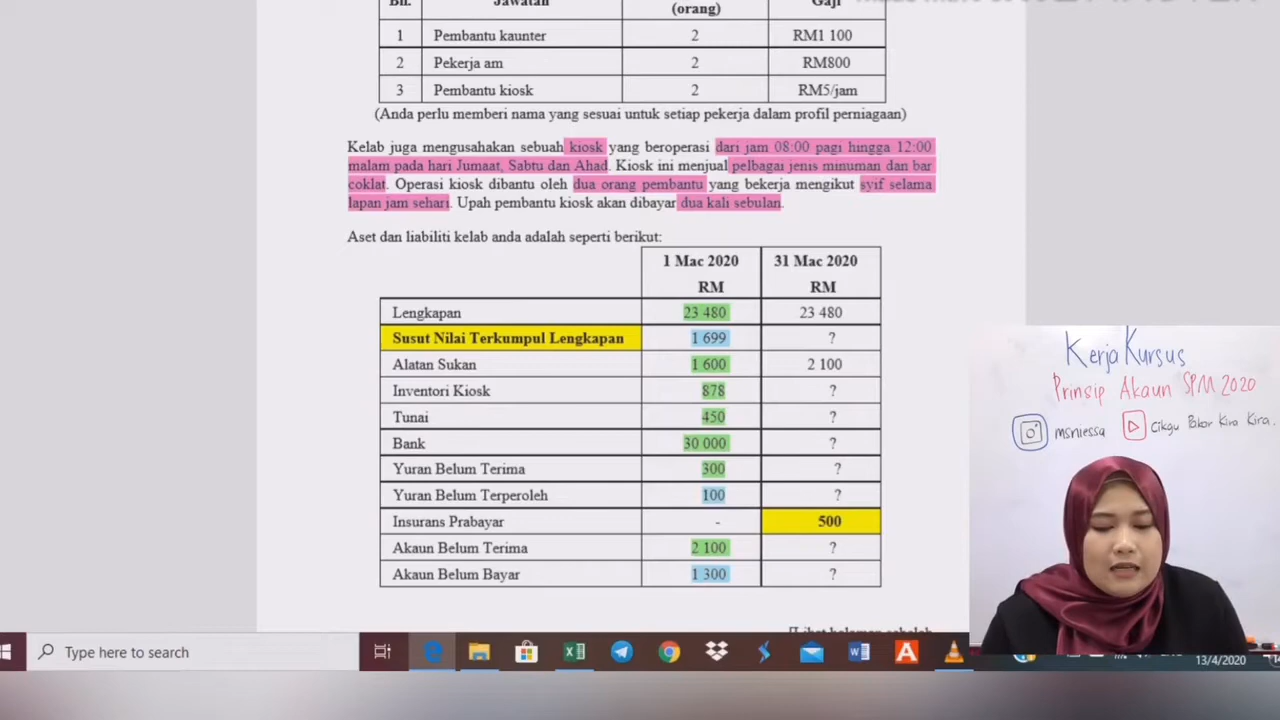 Bil. Jawatan (orang) Gaji
1 Pembantu kaunter 2 RM1 100
2 Pekerja am 2 RM800
3 Pembantu kiosk 2 RM5/jam
(Anda perlu memberi nama yang sesuai untuk setiap pekerja dalam profil perniagaan)
Kelab juga mengusahakan sebuah kiosk yang beroperasi dari jam 08:00 pagi hingga 12:00
malam pada hari Jumaat, Sabtu dan Ahad. Kiosk ini menjual pelbagai jenis minuman dan bar
coklat. Operasi kiosk dibantu oleh dua orang pembantu yang bekerja mengikut syif selama
lapan jam sehari. Upah pembantu kiosk akan dibayar dua kali sebulan.
Aset dan liabiliti kelab anda adalah seperti berikut:
1 Mac 2020 31 Mac 2020
RM RM
Lengkapan 23 480 23 480
Susut Nilai Terkumpul Lengkapan 1 699 ?
Alatan Sukan 1 600 2 100
Inventori Kiosk 878 ?
Tunai 450 ?
Bank 30 000 ?
Yuran Belum Terima 300 ?
Yuran Belum Terperoleh 100 ?
Insurans Prabayar - 500
Akaun Belum Terima 2 100 ?
Akaun Belum Bayar 1 300 ?
Kerja Kursus
Prinsip Akaun SPM 2020
msniessa Cikgu Pakar Kira Kira.
Type here to search
13/4/2020